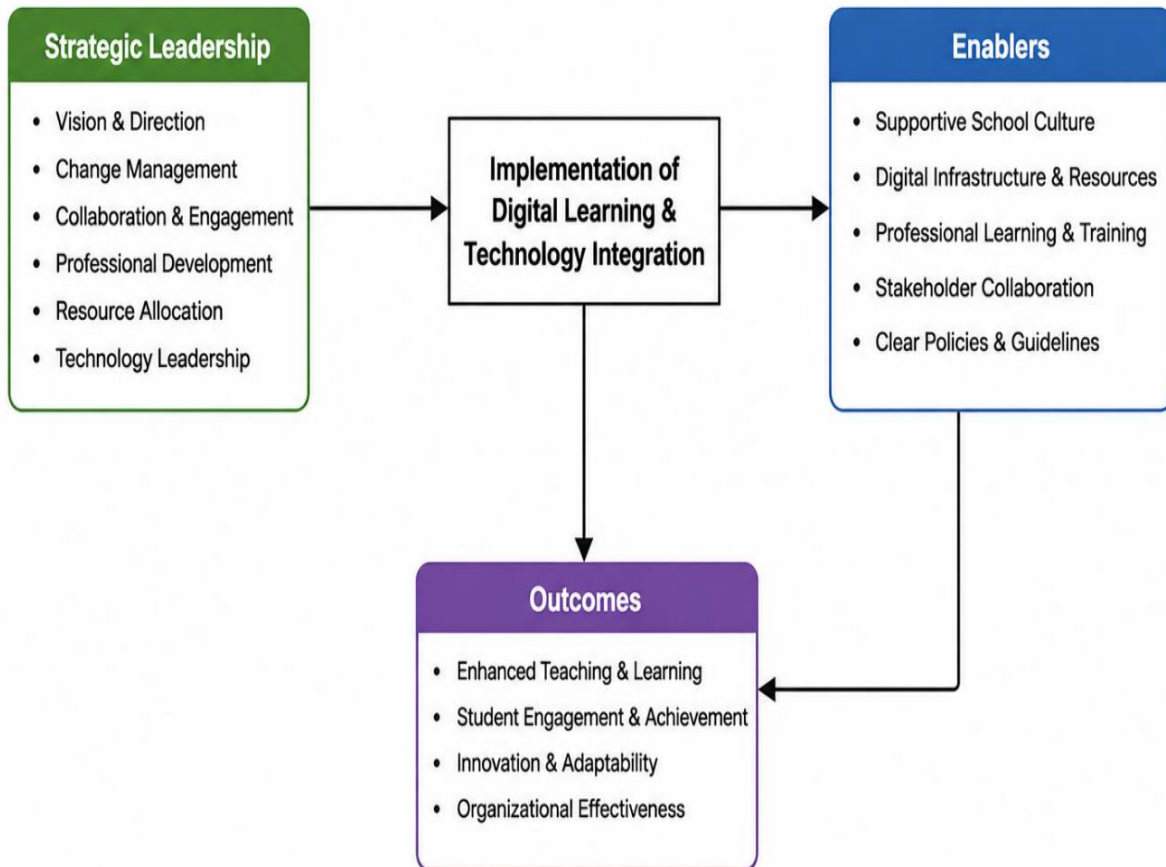 Strategic Leadership
• Vision & Direction
• Change Management
• Collaboration & Engagement
• Professional Development
• Resource Allocation
• Technology Leadership
Implementation of
Digital Learning &
Technology Integration
Enablers
• Supportive School Culture
• Digital Infrastructure & Resources
• Professional Learning & Training
• Stakeholder Collaboration
• Clear Policies & Guidelines
Outcomes
• Enhanced Teaching & Learning
• Student Engagement & Achievement
• Innovation & Adaptability
• Organizational Effectiveness